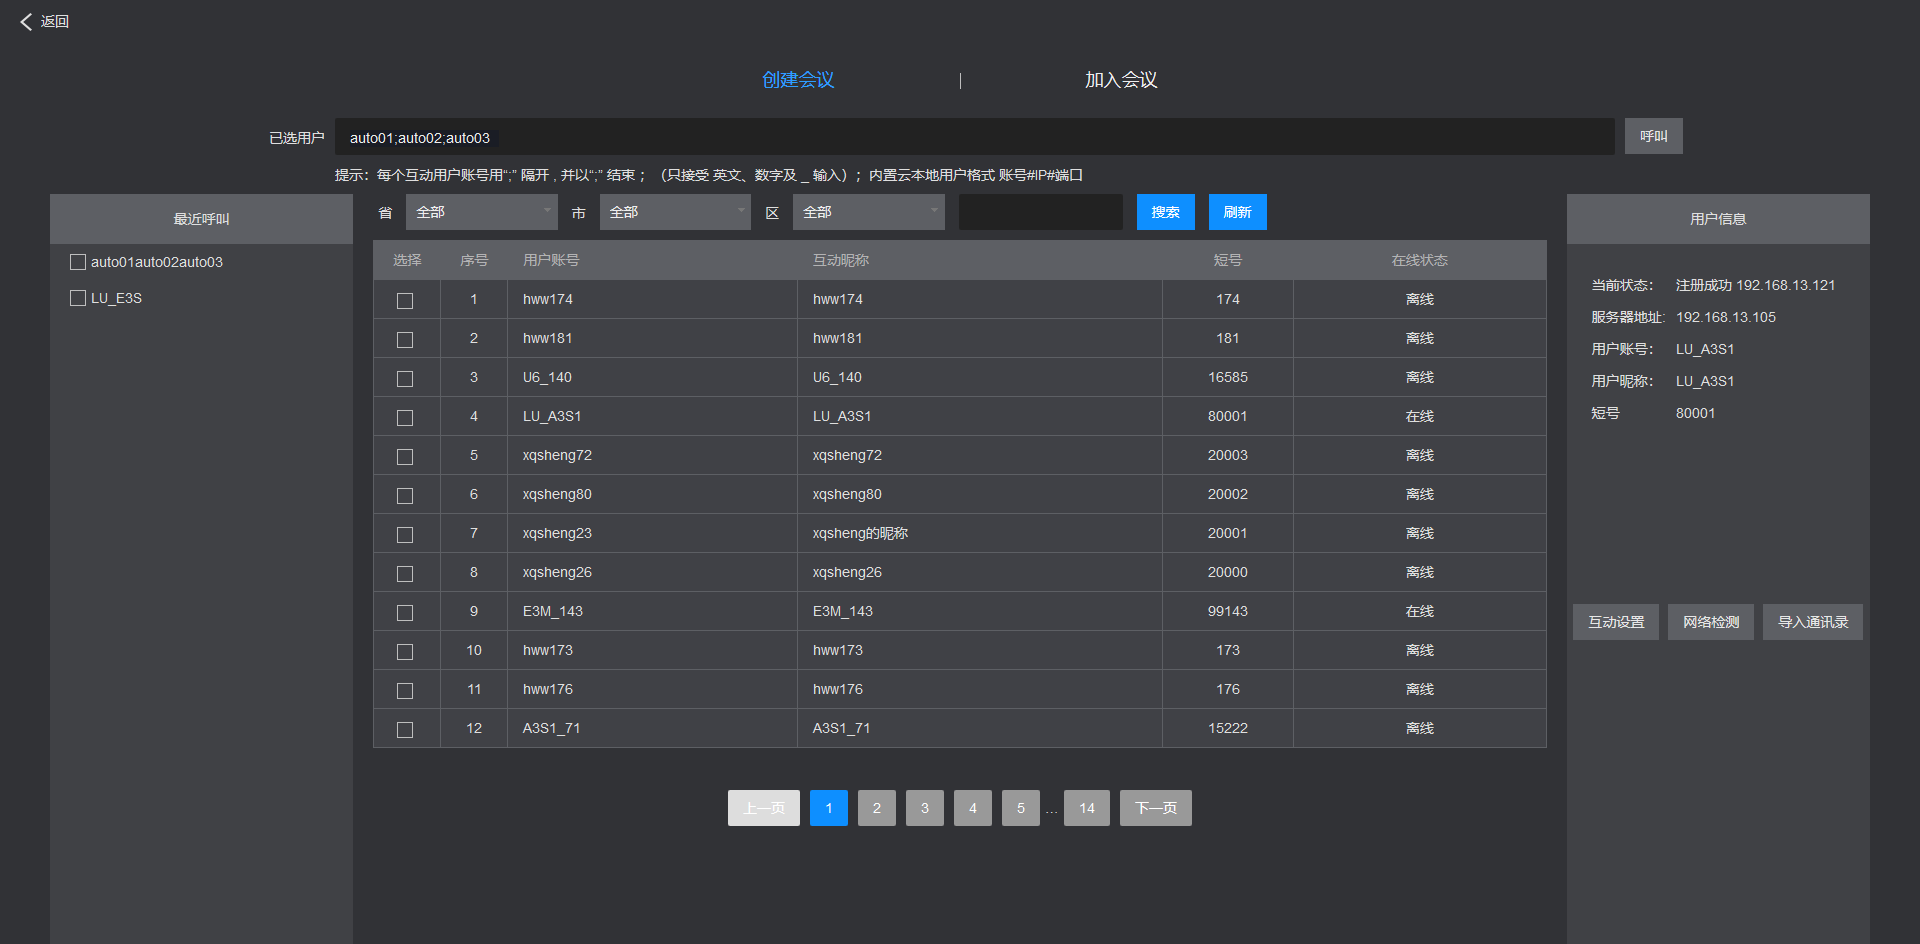 返回
创建会议 | 加入会议
已选用户 auto01;auto02;auto03 呼叫
提示：每个互动用户账号用“;” 隔开 , 并以“;” 结束 ；（只接受 英文、数字及 _ 输入）；内置云本地用户格式 账号#IP#端口
最近呼叫
auto01auto02auto03
LU_E3S
省 全部 市 全部 区 全部 搜索 刷新
选择 序号 用户账号 互动昵称 短号 在线状态
1 hww174 hww174 174 离线
2 hww181 hww181 181 离线
3 U6_140 U6_140 16585 离线
4 LU_A3S1 LU_A3S1 80001 在线
5 xqsheng72 xqsheng72 20003 离线
6 xqsheng80 xqsheng80 20002 离线
7 xqsheng23 xqsheng的昵称 20001 离线
8 xqsheng26 xqsheng26 20000 离线
9 E3M_143 E3M_143 99143 在线
10 hww173 hww173 173 离线
11 hww176 hww176 176 离线
12 A3S1_71 A3S1_71 15222 离线
上一页 1 2 3 4 5 ... 14 下一页
用户信息
当前状态： 注册成功 192.168.13.121
服务器地址: 192.168.13.105
用户账号： LU_A3S1
用户昵称： LU_A3S1
短号 80001
互动设置 网络检测 导入通讯录